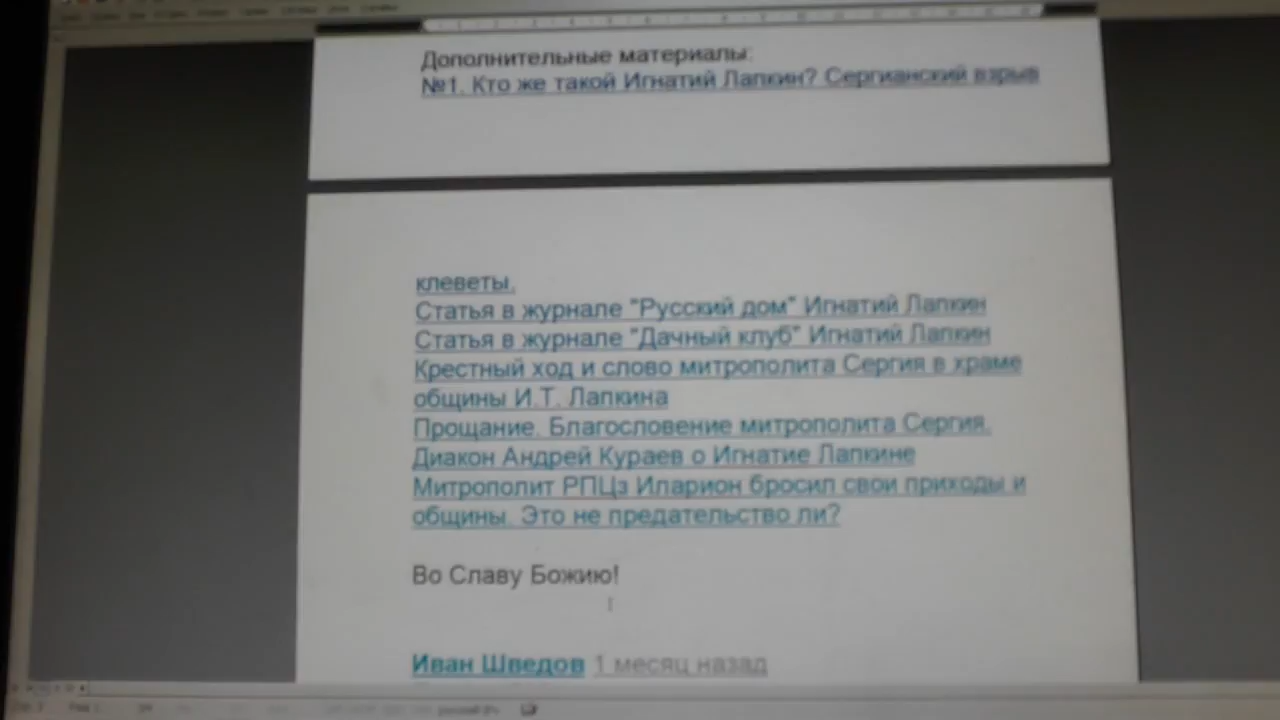 Дополнительные материалы:
№1. Кто же такой Игнатий Лапкин? Сергианский взрыв
клеветы.
Статья в журнале "Русский дом" Игнатий Лапкин
Статья в журнале "Дачный клуб" Игнатий Лапкин
Крестный ход и слово митрополита Сергия в храме
общины И.Т. Лапкина
Прощание. Благословение митрополита Сергия.
Диакон Андрей Кураев о Игнатие Лапкине
Митрополит РПЦз Иларион бросил свои приходы и
общины. Это не предательство ли?
Во Славу Божию!
Иван Шведов 1 месяц назад